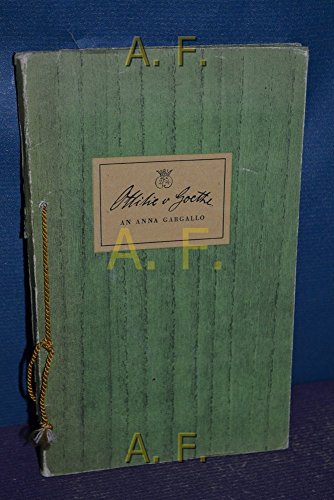 A. F.
Ottilie v Goethe
AN ANNA GARGALLO
A. F.
A. F.